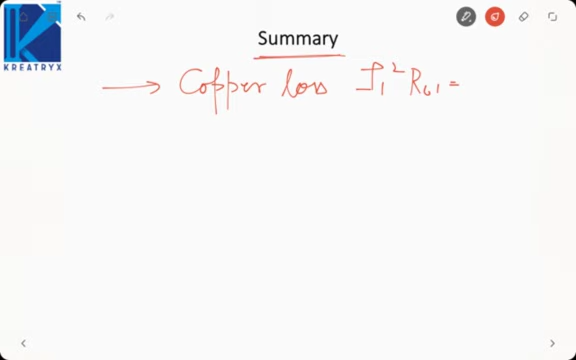 KREATRYX
Summary
→ Copper loss I₁² R₀₁ =